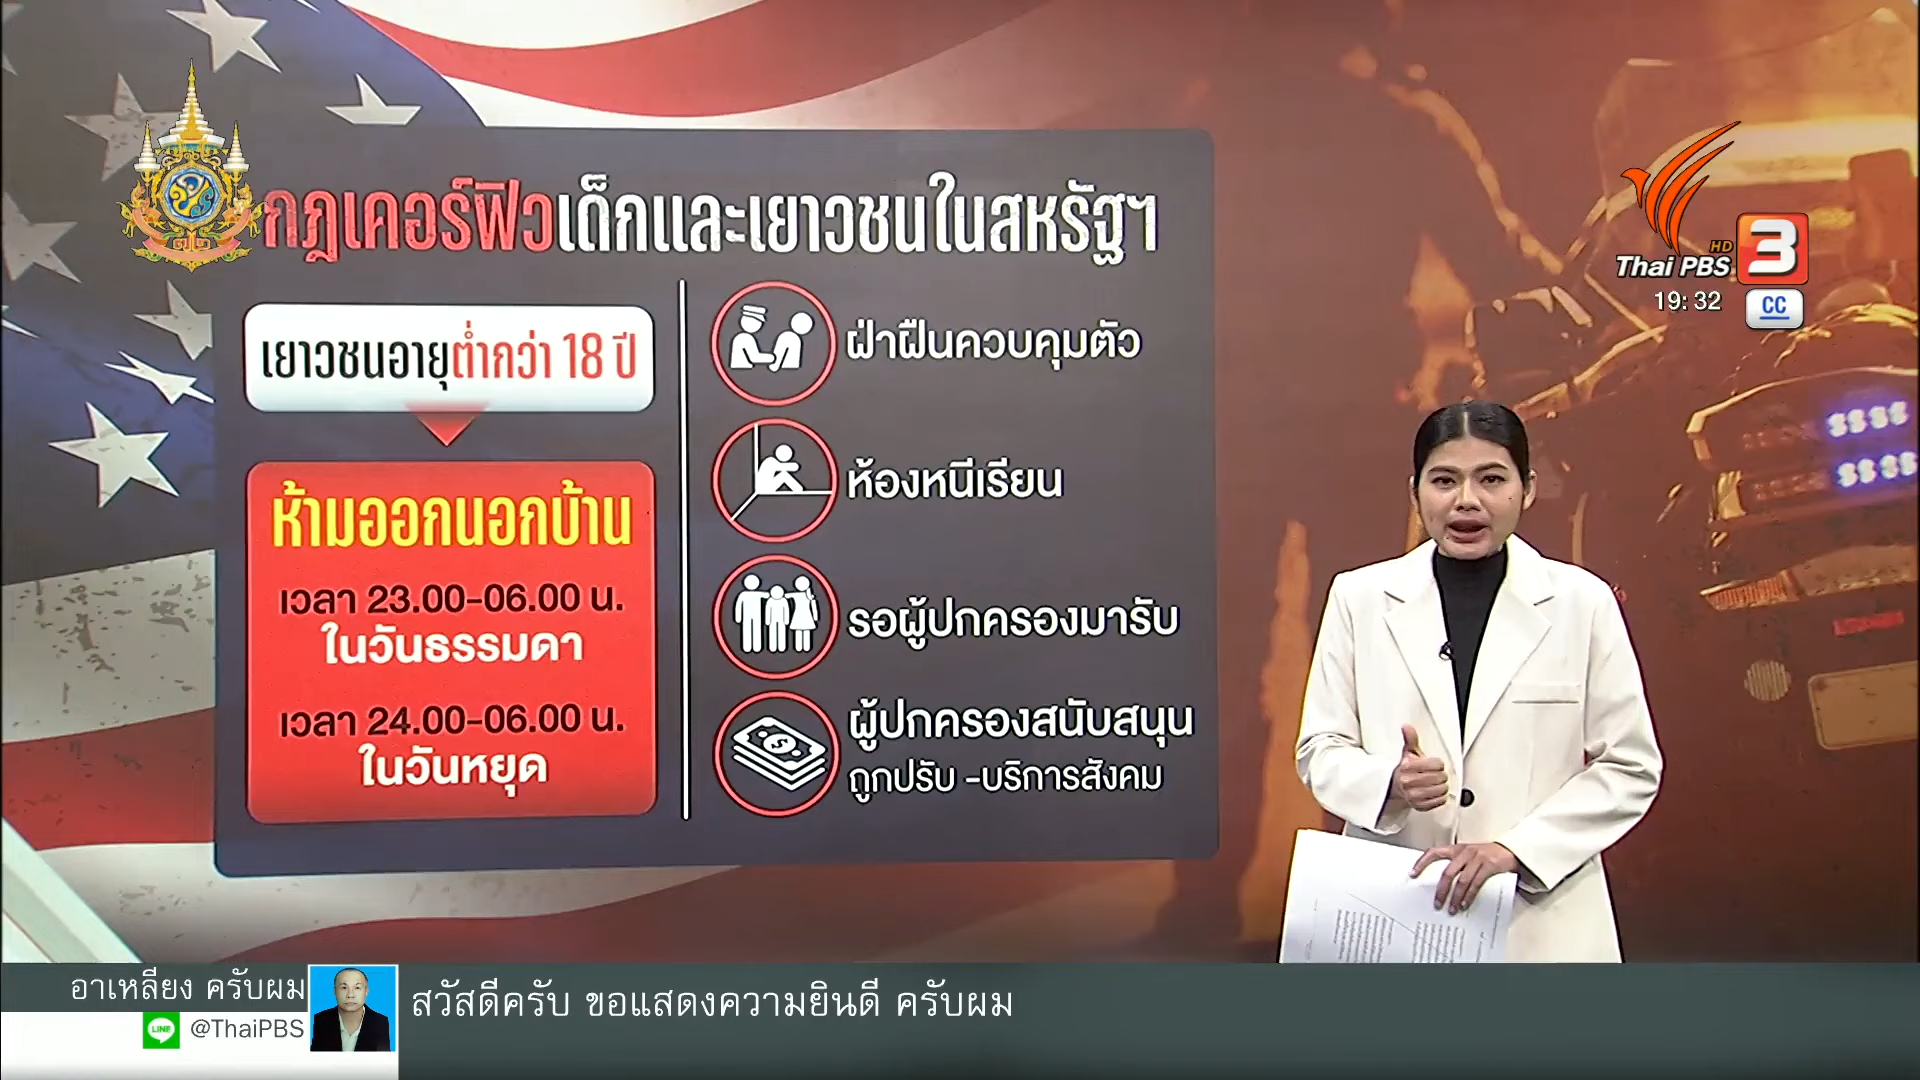 กฎเคอร์ฟิวเด็กและเยาวชนในสหรัฐฯ
เยาวชนอายุต่ำกว่า 18 ปี
ห้ามออกนอกบ้าน
เวลา 23.00-06.00 น.
ในวันธรรมดา
เวลา 24.00-06.00 น.
ในวันหยุด
ฝ่าฝืนควบคุมตัว
ห้องหนีเรียน
รอผู้ปกครองมารับ
ผู้ปกครองสนับสนุน
ถูกปรับ -บริการสังคม
HD
Thai PBS
3
19:32
CC
อาเหลียง ครับผม
LINE
@ThaiPBS
สวัสดีครับ ขอแสดงความยินดี ครับผม